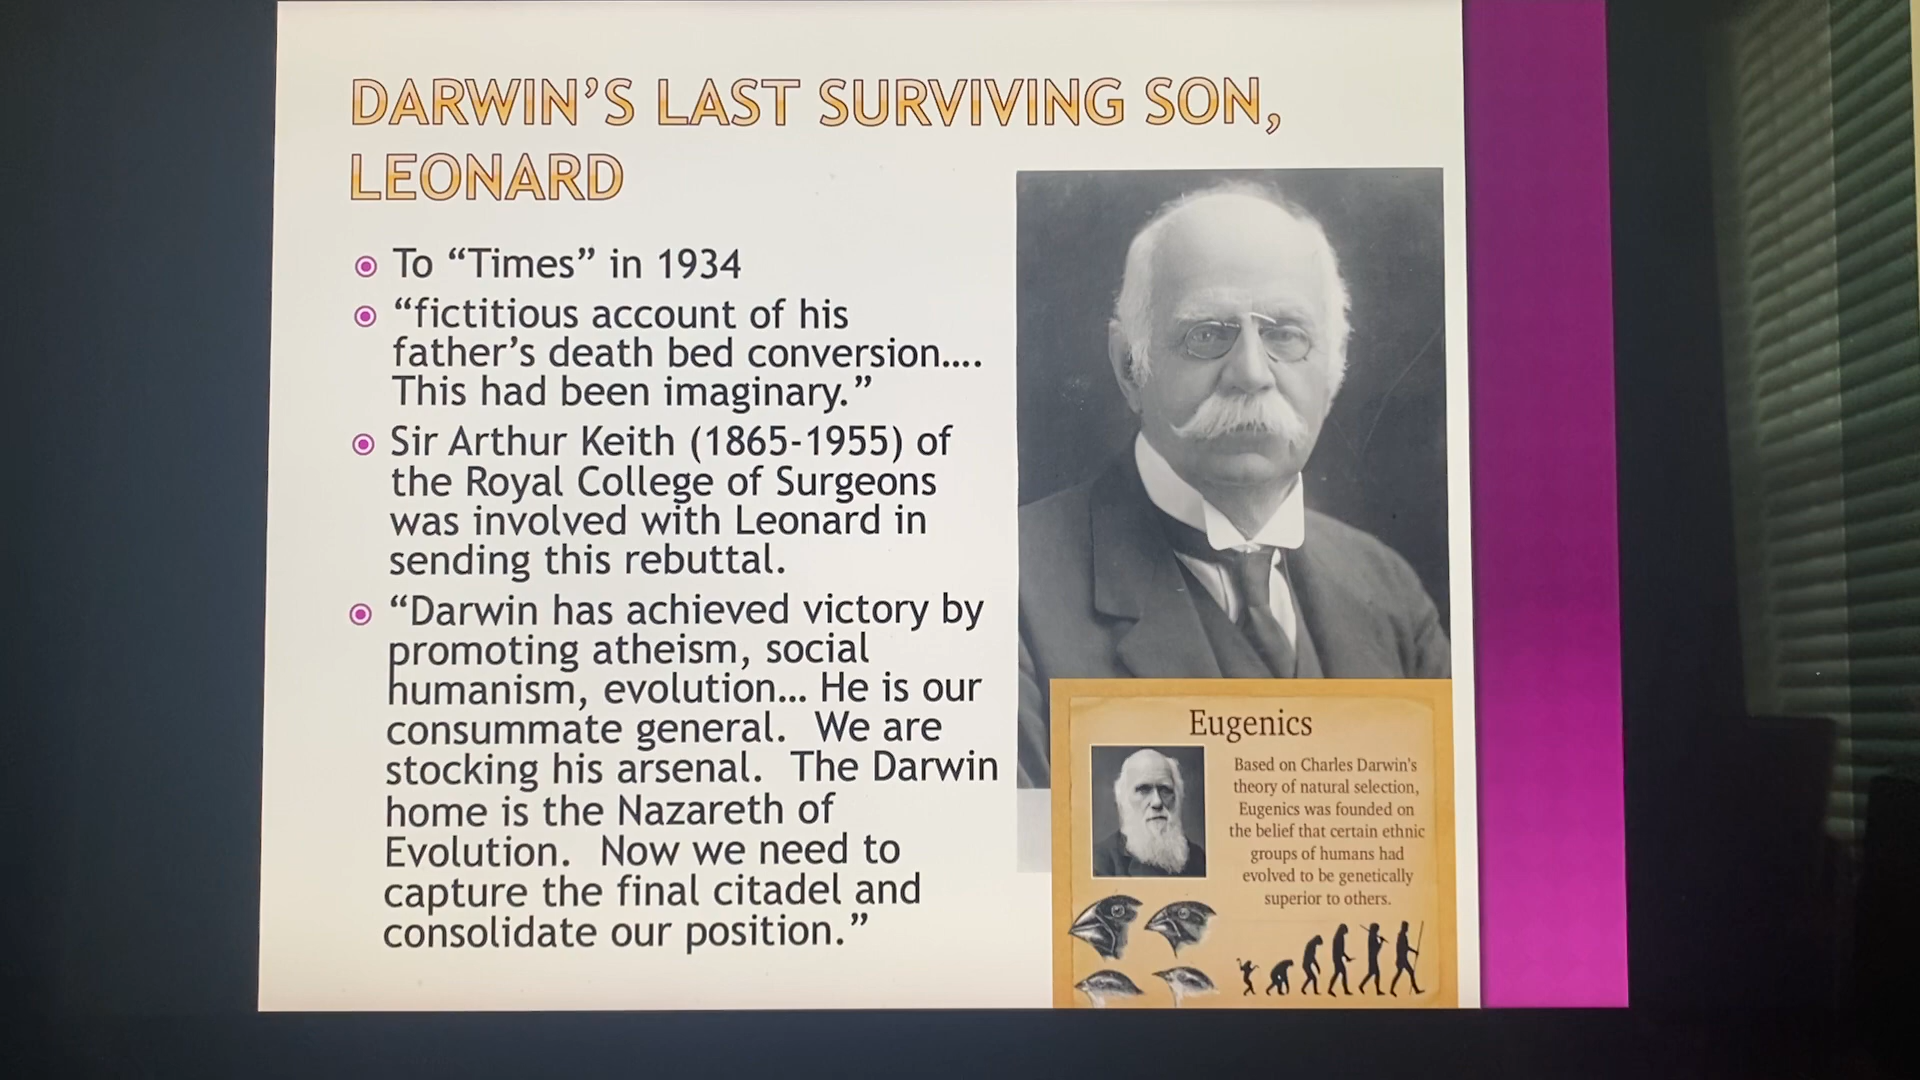 DARWIN’S LAST SURVIVING SON,
LEONARD
To “Times” in 1934
“fictitious account of his
father’s death bed conversion….
This had been imaginary.”
Sir Arthur Keith (1865-1955) of
the Royal College of Surgeons
was involved with Leonard in
sending this rebuttal.
“Darwin has achieved victory by
promoting atheism, social
humanism, evolution… He is our
consummate general.  We are
stocking his arsenal.  The Darwin
home is the Nazareth of
Evolution.  Now we need to
capture the final citadel and
consolidate our position.”
Eugenics
Based on Charles Darwin's
theory of natural selection,
Eugenics was founded on
the belief that certain ethnic
groups of humans had
evolved to be genetically
superior to others.